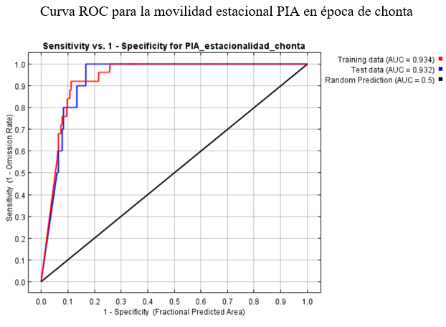 Curva ROC para la movilidad estacional PIA en época de chonta
Sensitivity vs. 1 - Specificity for PIA_estacionalidad_chonta
Training data (AUC = 0.934)
Test data (AUC = 0.932)
Random Prediction (AUC = 0.5)
Sensitivity (1 - Omission Rate)
1.0
0.9
0.8
0.7
0.6
0.5
0.4
0.3
0.2
0.1
0.0
0.0 0.1 0.2 0.3 0.4 0.5 0.6 0.7 0.8 0.9 1.0
1 - Specificity (Fractional Predicted Area)